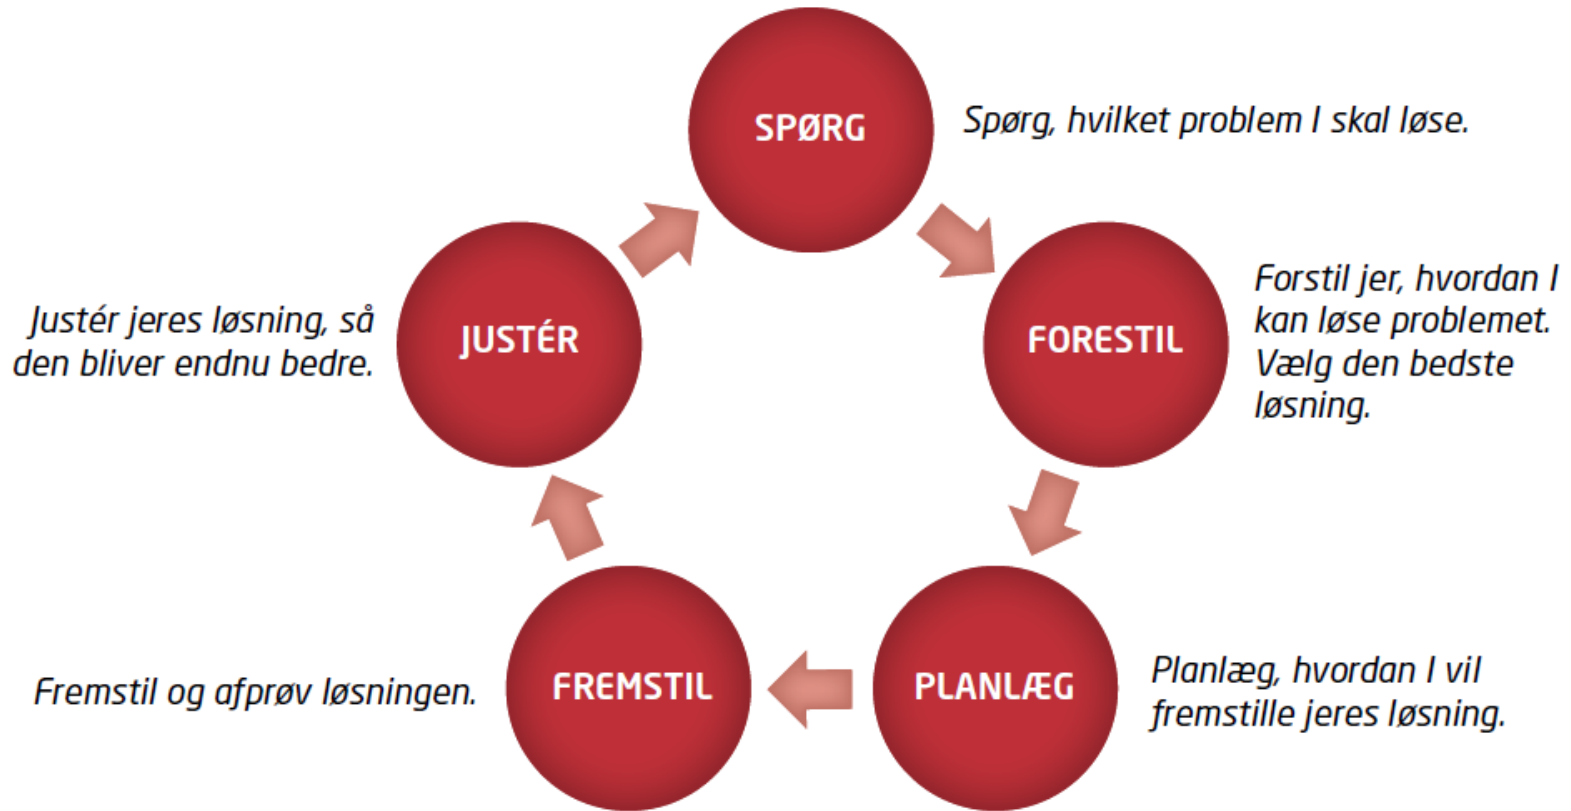 SPØRG
Spørg, hvilket problem I skal løse.
FORESTIL
Forstil jer, hvordan I
kan løse problemet.
Vælg den bedste
løsning.
PLANLÆG
Planlæg, hvordan I vil
fremstille jeres løsning.
FREMSTIL
Fremstil og afprøv løsningen.
JUSTÉR
Justér jeres løsning, så
den bliver endnu bedre.